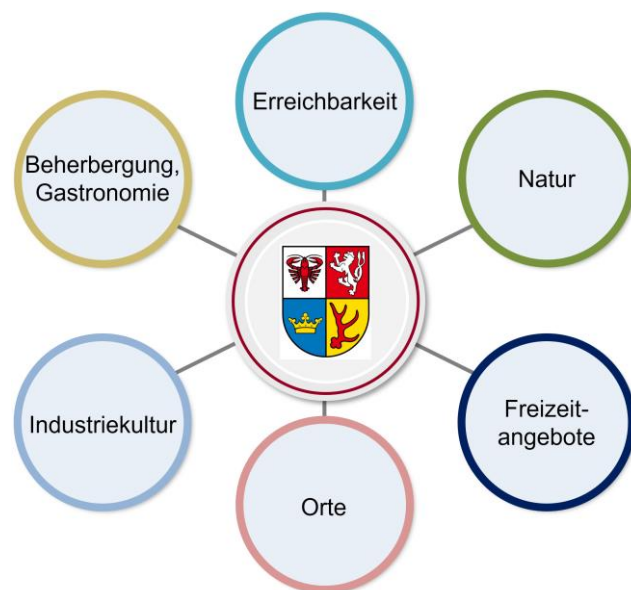 Erreichbarkeit
Natur
Freizeit-
angebote
Orte
Industriekultur
Beherbergung,
Gastronomie